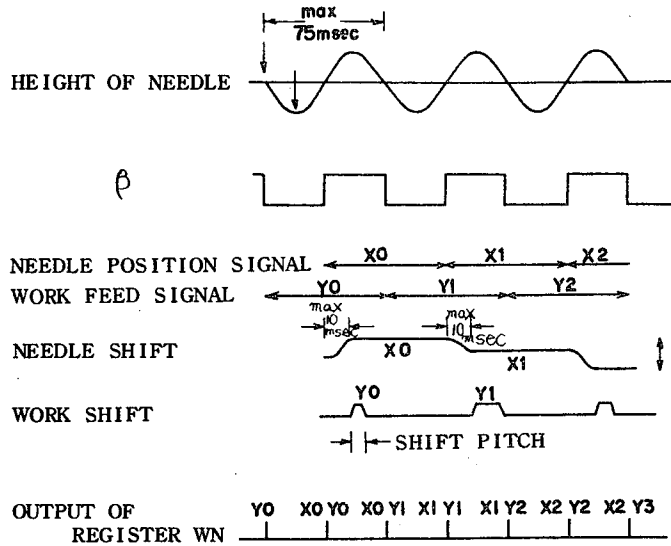 max
75msec
HEIGHT OF NEEDLE
β
NEEDLE POSITION SIGNAL X0 X1 X2
WORK FEED SIGNAL Y0 Y1 Y2
max 10 msec max 10 msec
NEEDLE SHIFT X0 X1
WORK SHIFT Y0 Y1
SHIFT PITCH
OUTPUT OF REGISTER WN Y0 X0 Y0 X0 Y1 X1 Y1 X1 Y2 X2 Y2 X2 Y3